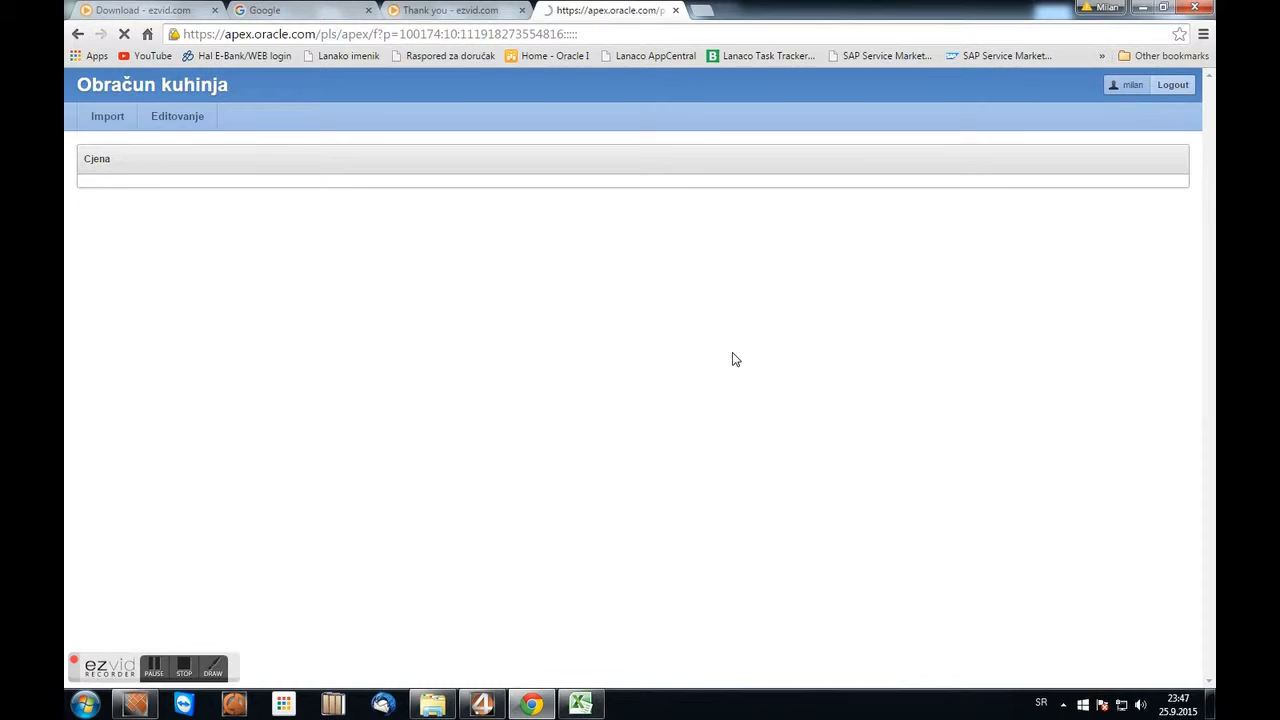 Download - ezvid.com
Google
Thank you - ezvid.com
https://apex.oracle.com/p
Milan
https://apex.oracle.com/pls/apex/f?p=100174:10:111918273554816:::::
Apps
YouTube
Hal E-Bank/WEB login
Lanako imenik
Raspored za doručak
Home - Oracle I
Lanaco AppCentral
Lanaco Task Tracker...
SAP Service Market...
SAP Service Market...
»
Other bookmarks
Obračun kuhinja
milan
Logout
Import
Editovanje
Cjena
ezvid
RECORDER
PAUSE
STOP
DRAW
SR
23:47
25.9.2015